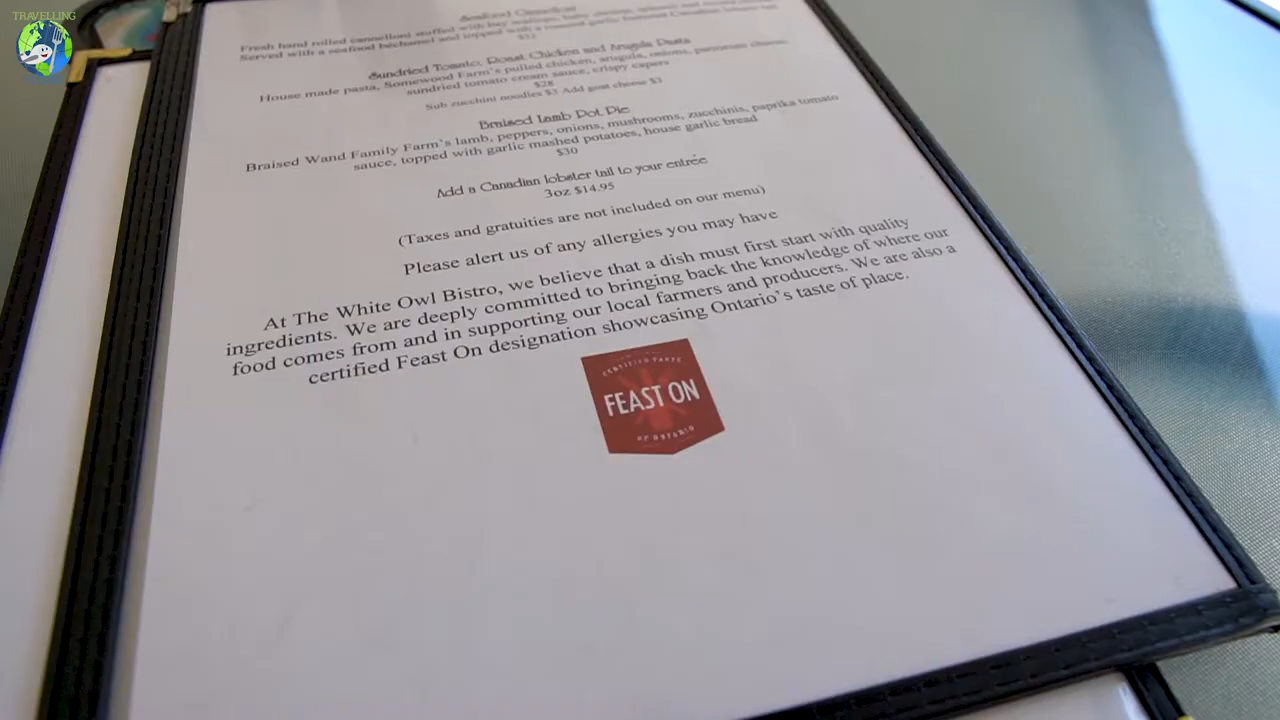 TRAVELLING
Seafood Cannelloni
Fresh hand rolled cannelloni stuffed with bay scallops, baby shrimp,
Served with a seafood béchamel and topped with a roasted garlic buttered Canadian lobster tail
Sundried Tomato, Roast Chicken and Arugula Pasta
House made pasta, Somewood Farm's pulled chicken, arugula, onions, parmesan cheese,
sundried tomato cream sauce, crispy capers
$28
Sub zucchini noodles $3 Add goat cheese $3
Braised Lamb Pot Pie
Braised Wand Family Farm's lamb, peppers, onions, mushrooms, zucchinis, paprika tomato
sauce, topped with garlic mashed potatoes, house garlic bread
$30
Add a Canadian lobster tail to your entrée
3oz $14.95
(Taxes and gratuities are not included on our menu)
Please alert us of any allergies you may have
At The White Owl Bistro, we believe that a dish must first start with quality
ingredients. We are deeply committed to bringing back the knowledge of where our
food comes from and in supporting our local farmers and producers. We are also a
certified Feast On designation showcasing Ontario's taste of place.
CERTIFIED TASTE
FEAST ON
OF ONTARIO